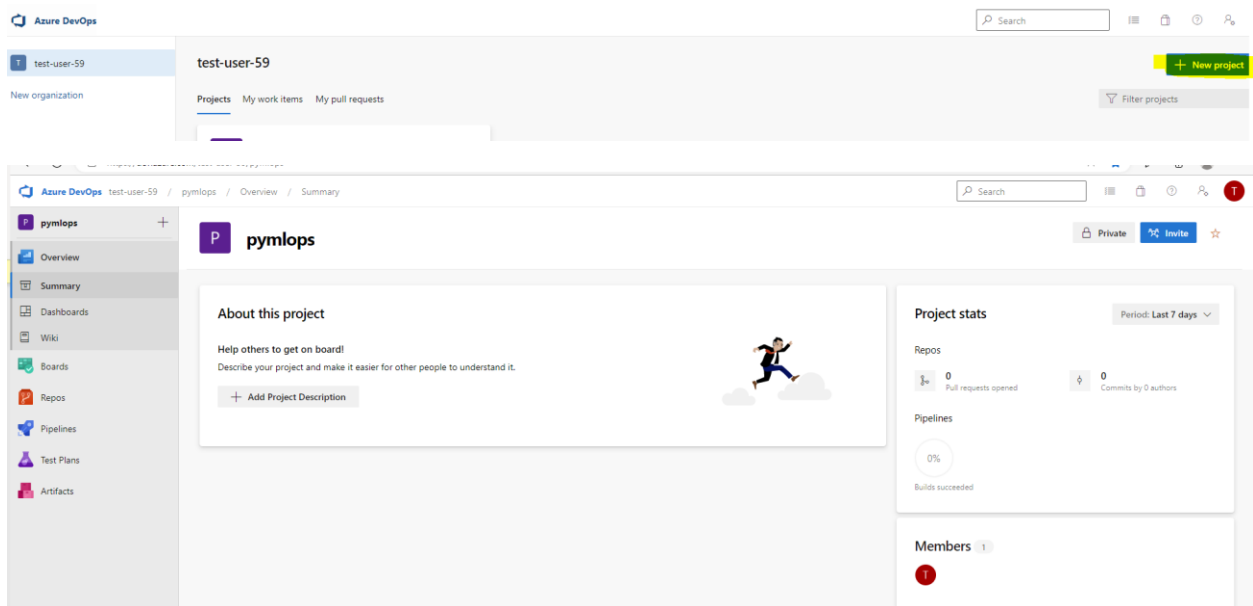 Azure DevOps
Search
T test-user-59
test-user-59
+ New project
New organization
Projects My work items My pull requests
Filter projects
Azure DevOps test-user-59 / pymlops / Overview / Summary
Search
T
P pymlops +
P pymlops
Private Invite
Overview
Summary
Dashboards
Wiki
Boards
Repos
Pipelines
Test Plans
Artifacts
About this project
Help others to get on board!
Describe your project and make it easier for other people to understand it.
+ Add Project Description
Project stats
Period: Last 7 days
Repos
0
Pull requests opened
0
Commits by 0 authors
Pipelines
0%
Builds succeeded
Members 1
T